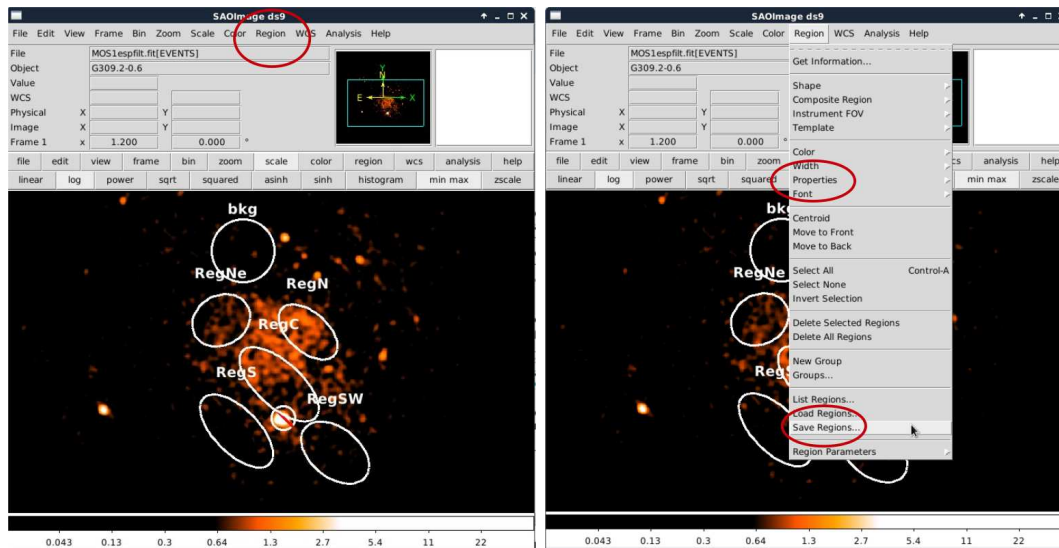 SAOImage ds9
File Edit View Frame Bin Zoom Scale Color Region WCS Analysis Help
File MOS1espfilt.fit[EVENTS]
Object G309.2-0.6
Value
WCS
Physical X Y
Image X Y
Frame 1 x 1.200 0.000 °
Y
N
E X
file edit view frame bin zoom scale color region wcs analysis help
linear log power sqrt squared asinh sinh histogram min max zscale
bkg
RegNe
RegN
RegC
RegS
RegSW
0.043 0.13 0.3 0.64 1.3 2.7 5.4 11 22
SAOImage ds9
File Edit View Frame Bin Zoom Scale Color Region WCS Analysis Help
File MOS1espfilt.fit[EVENTS]
Object G309.2-0.6
Value
WCS
Physical X Y
Image X Y
Frame 1 x 1.200 0.000
file edit view frame bin zoom cs analysis help
linear log power sqrt squared min max zscale
Get Information...
Shape
Composite Region
Instrument FOV
Template
Color
Width
Properties
Font
Centroid
Move to Front
Move to Back
Select All Control-A
Select None
Invert Selection
Delete Selected Regions
Delete All Regions
New Group
Groups...
List Regions...
Load Regions...
Save Regions...
Region Parameters
bk
RegNe
Reg
0.043 0.13 0.3 0.64 1.3 2.7 5.4 11 22